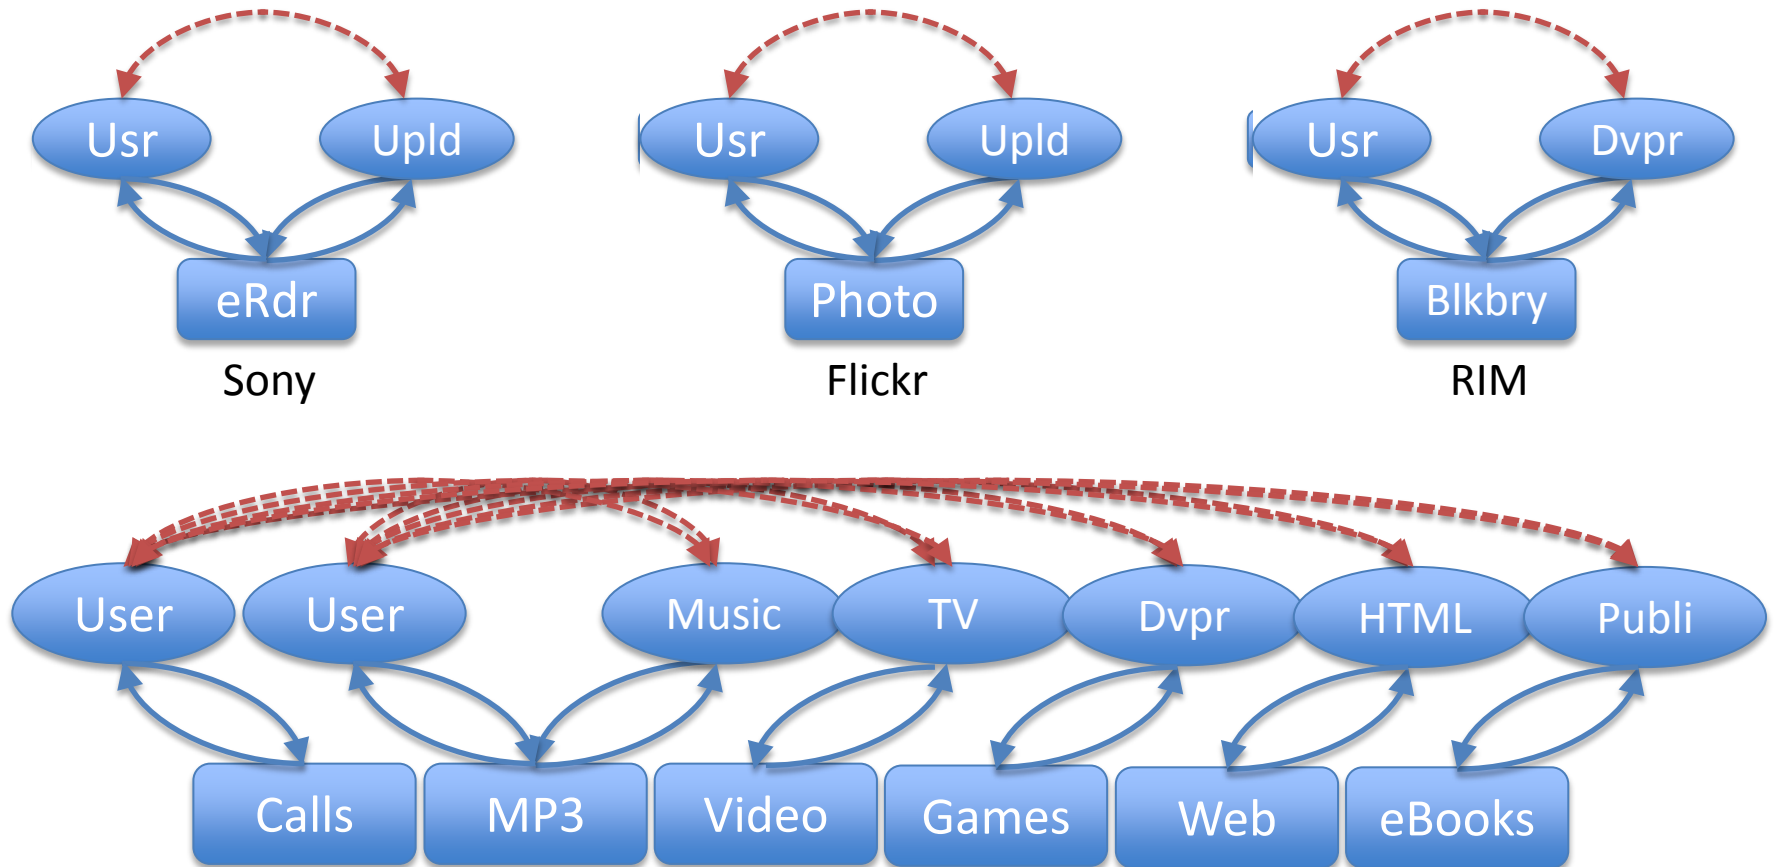 Usr
Upld
Usr
Upld
Usr
Dvpr
eRdr
Photo
Blkbry
Sony
Flickr
RIM
User
User
Music
TV
Dvpr
HTML
Publi
Calls
MP3
Video
Games
Web
eBooks